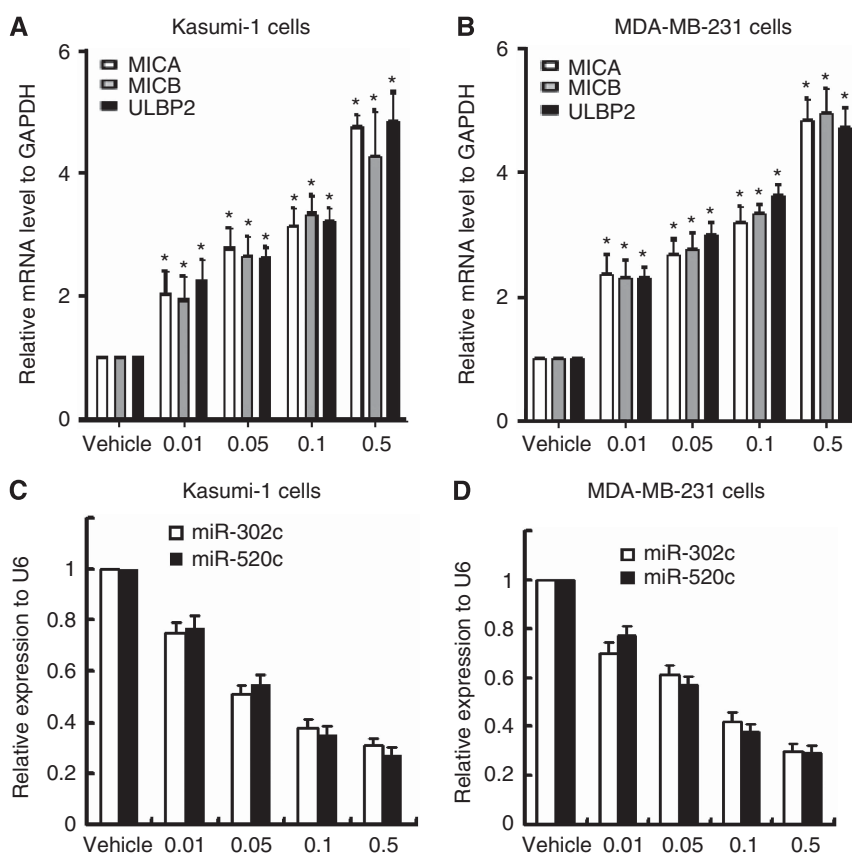 A
Kasumi-1 cells
Relative mRNA level to GAPDH
6
4
2
0
MICA
MICB
ULBP2
* * * * * * * * * * * *
Vehicle 0.01 0.05 0.1 0.5
B
MDA-MB-231 cells
Relative mRNA level to GAPDH
6
4
2
0
MICA
MICB
ULBP2
* * * * * * * * * * * *
Vehicle 0.01 0.05 0.1 0.5
C
Kasumi-1 cells
Relative expression to U6
1
0.8
0.6
0.4
0.2
0
miR-302c
miR-520c
Vehicle 0.01 0.05 0.1 0.5
D
MDA-MB-231 cells
Relative expression to U6
1
0.8
0.6
0.4
0.2
0
miR-302c
miR-520c
Vehicle 0.01 0.05 0.1 0.5